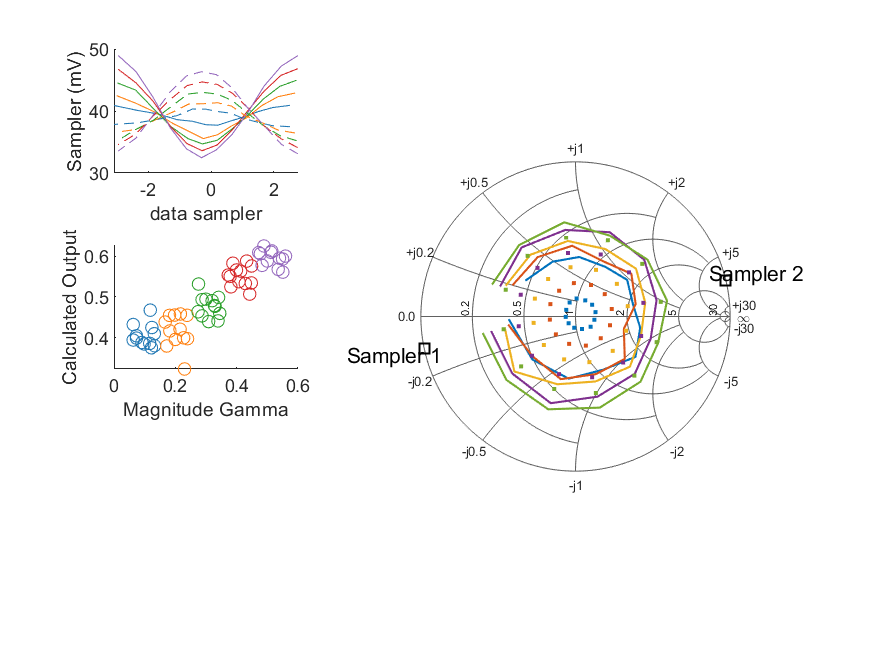 50
40
30
Sampler (mV)
-2 0 2
data sampler
0.6
0.5
0.4
Calculated Output
0 0.2 0.4 0.6
Magnitude Gamma
+j1
+j0.5
+j2
+j0.2
+j5
Sampler 2
0.0
0.2
0.5
1
2
5
30
+j30
∞
-j30
Sampler 1
-j0.2
-j5
-j0.5
-j2
-j1